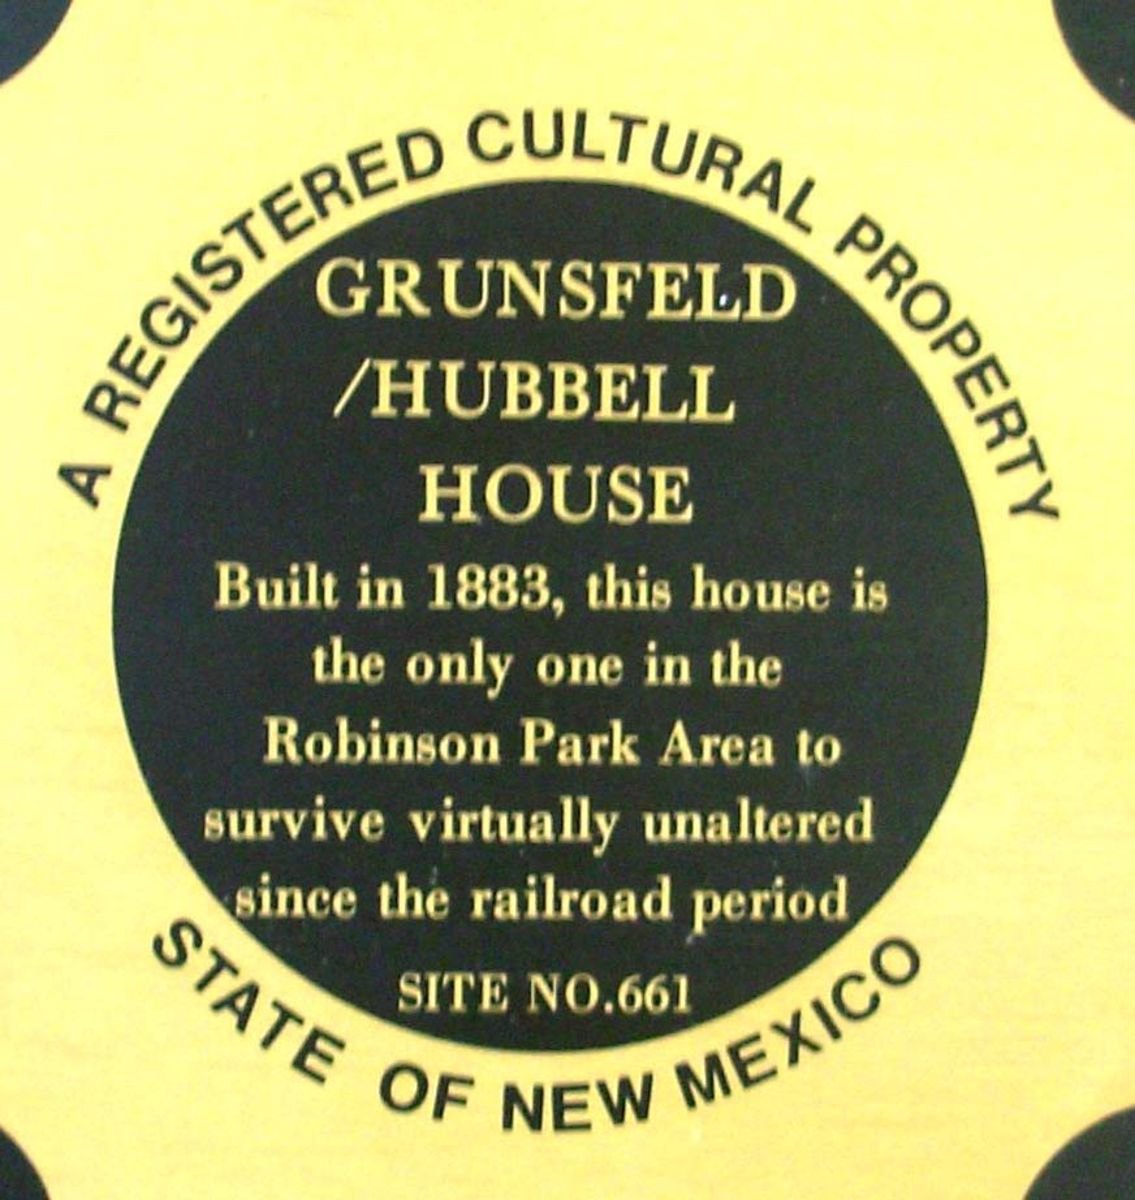 A REGISTERED CULTURAL PROPERTY
GRUNSFELD
/HUBBELL
HOUSE
Built in 1883, this house is
the only one in the
Robinson Park Area to
survive virtually unaltered
since the railroad period
SITE NO.661
STATE OF NEW MEXICO